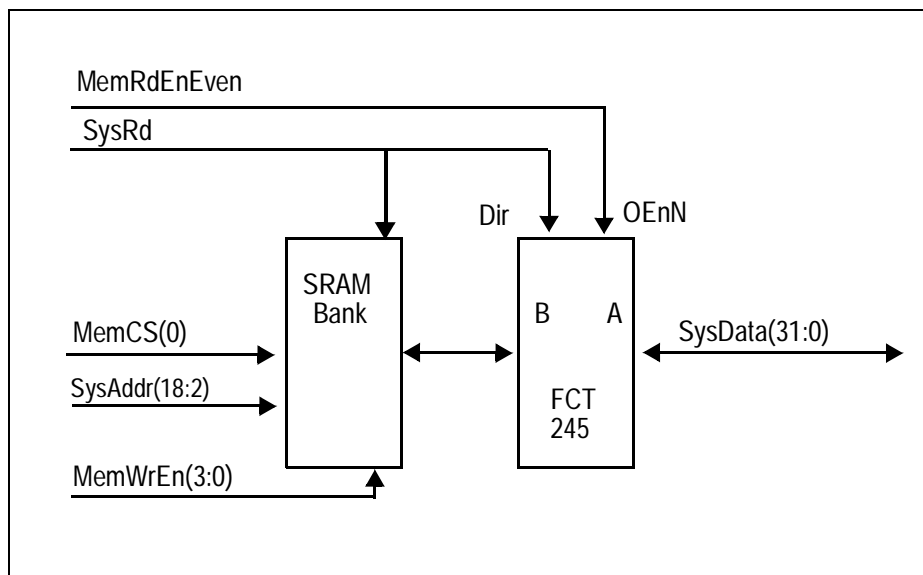 MemRdEnEven
SysRd
Dir
OEnN
SRAM
Bank
B
A
MemCS(0)
SysData(31:0)
SysAddr(18:2)
FCT
245
MemWrEn(3:0)